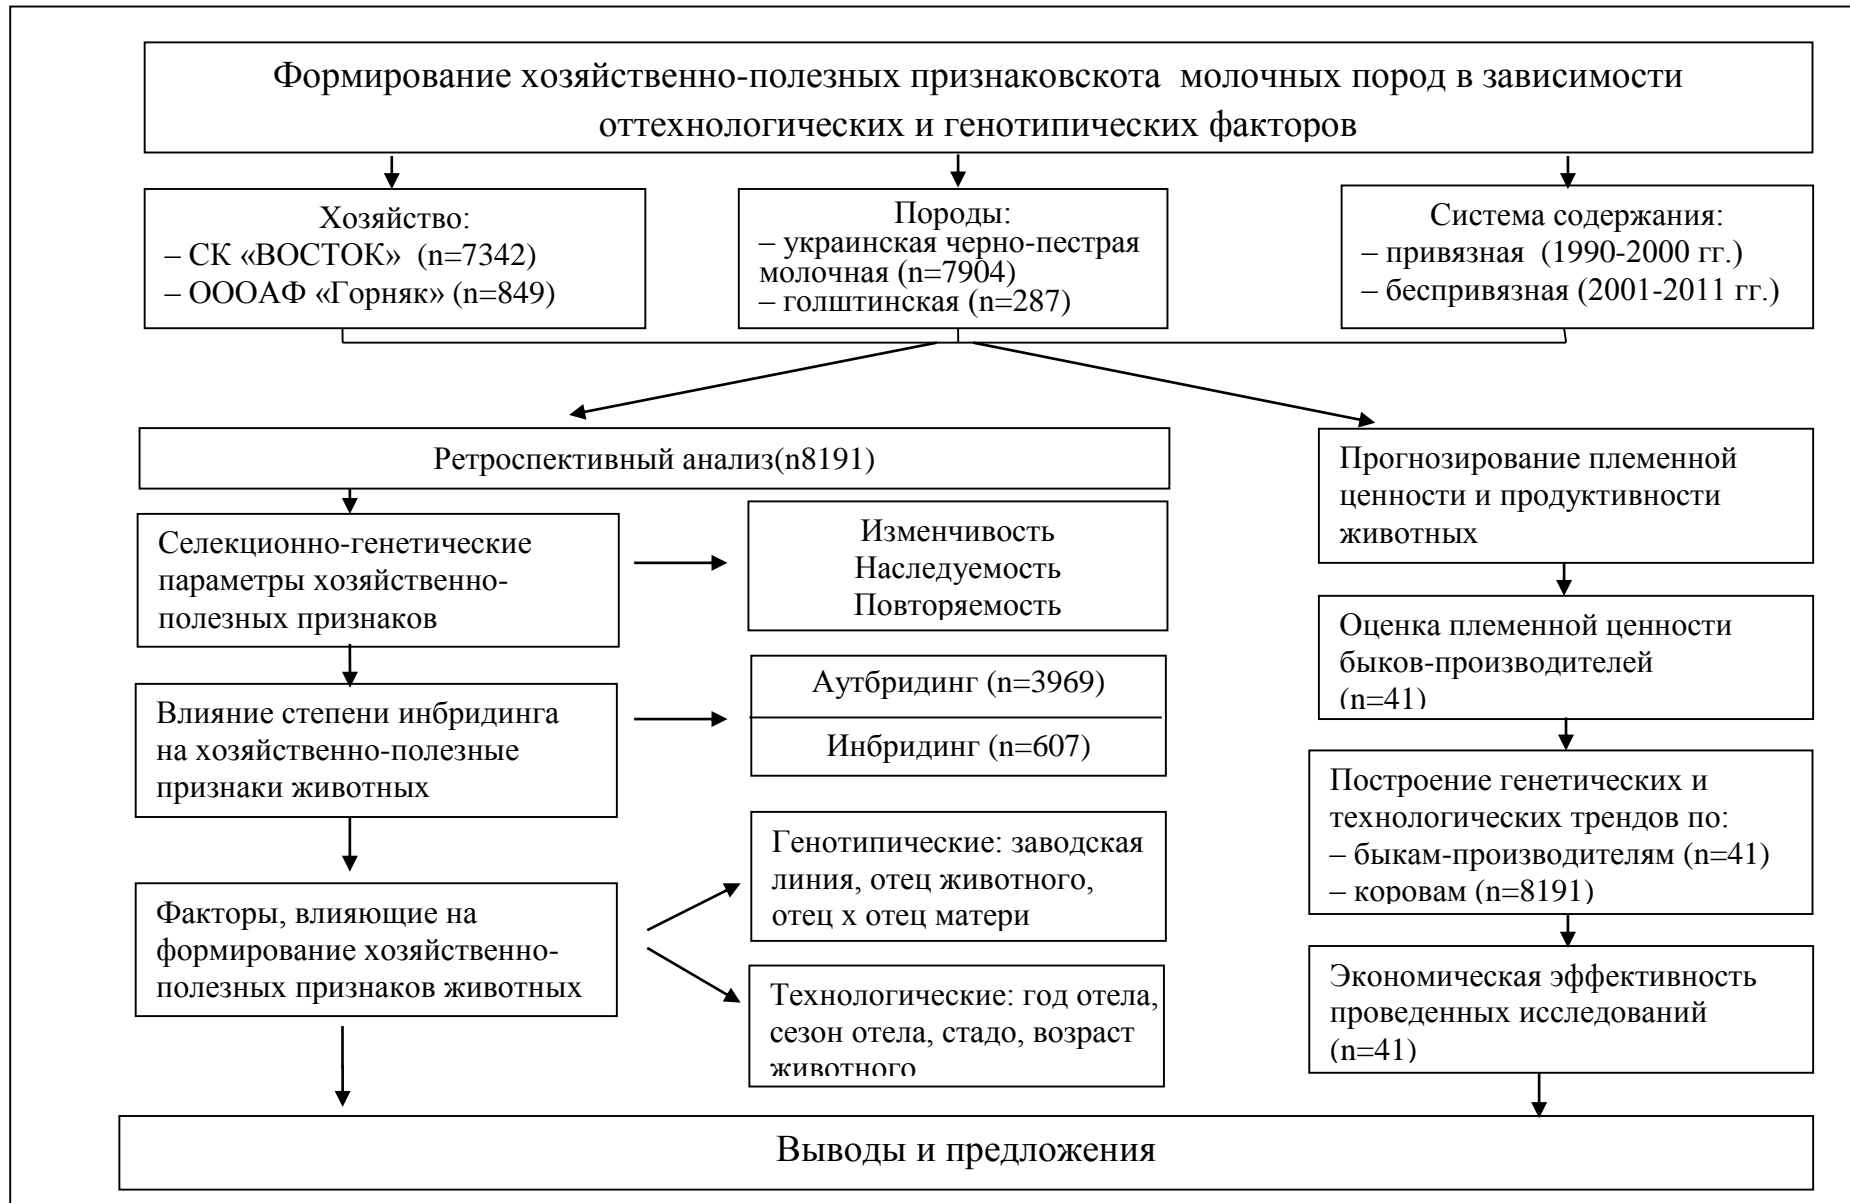 Формирование хозяйственно-полезных признаковскота молочных пород в зависимости
оттехнологических и генотипических факторов
Хозяйство:
– СК «ВОСТОК» (n=7342)
– ОООАФ «Горняк» (n=849)
Породы:
– украинская черно-пестрая
молочная (n=7904)
– голштинская (n=287)
Система содержания:
– привязная (1990-2000 гг.)
– беспривязная (2001-2011 гг.)
Ретроспективный анализ(n8191)
Селекционно-генетические
параметры хозяйственно-
полезных признаков
Изменчивость
Наследуемость
Повторяемость
Влияние степени инбридинга
на хозяйственно-полезные
признаки животных
Аутбридинг (n=3969)
Инбридинг (n=607)
Факторы, влияющие на
формирование хозяйственно-
полезных признаков животных
Генотипические: заводская
линия, отец животного,
отец х отец матери
Технологические: год отела,
сезон отела, стадо, возраст
животного
Прогнозирование племенной
ценности и продуктивности
животных
Оценка племенной ценности
быков-производителей
(n=41)
Построение генетических и
технологических трендов по:
– быкам-производителям (n=41)
– коровам (n=8191)
Экономическая эффективность
проведенных исследований
(n=41)
Выводы и предложения